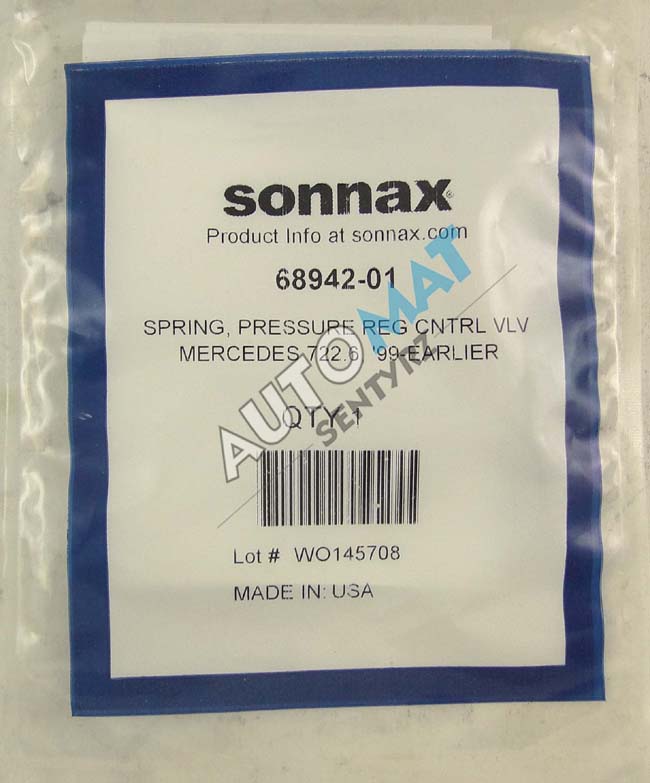 sonnax®
Product Info at sonnax.com
68942-01
SPRING, PRESSURE REG CNTRL VLV
MERCEDES 722.6, '99-EARLIER
QTY 1
Lot # WO145708
MADE IN: USA
AUTOMAT
SENTYRZ